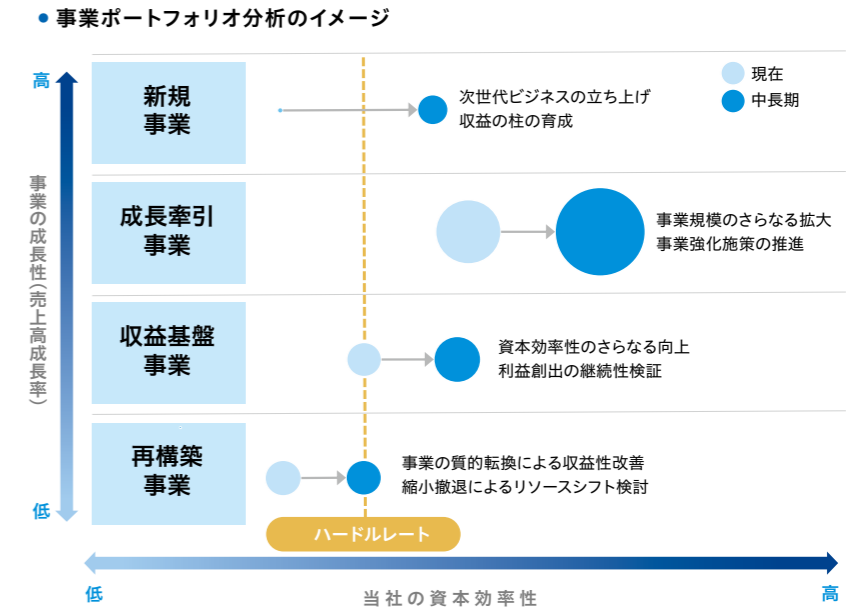 • 事業ポートフォリオ分析のイメージ
高
事業の成長性(売上高成長率)
低
新規
事業
次世代ビジネスの立ち上げ
収益の柱の育成
現在
中長期
成長牽引
事業
事業規模のさらなる拡大
事業強化施策の推進
収益基盤
事業
資本効率性のさらなる向上
利益創出の継続性検証
再構築
事業
事業の質的転換による収益性改善
縮小撤退によるリソースシフト検討
ハードルレート
低
当社の資本効率性
高